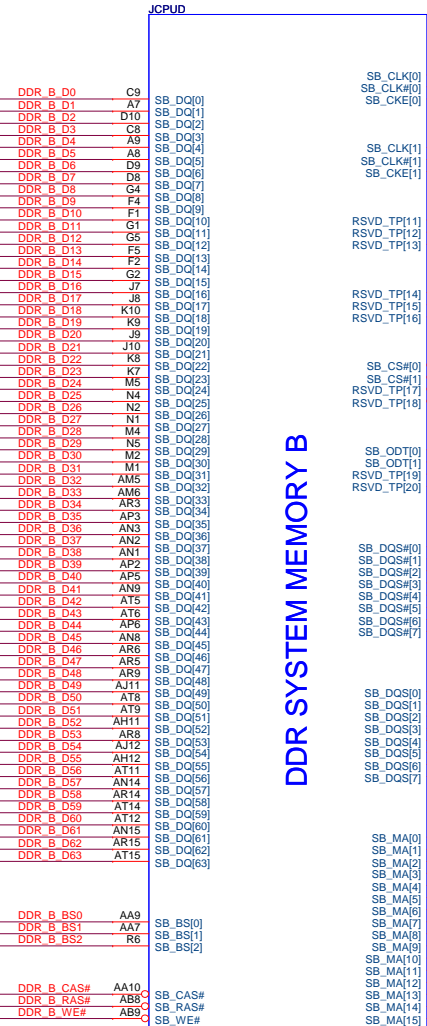 JCPUD
DDR_B_D0 C9 SB_DQ[0]
DDR_B_D1 A7 SB_DQ[1]
DDR_B_D2 D10 SB_DQ[2]
DDR_B_D3 C8 SB_DQ[3]
DDR_B_D4 A9 SB_DQ[4]
DDR_B_D5 A8 SB_DQ[5]
DDR_B_D6 D9 SB_DQ[6]
DDR_B_D7 D8 SB_DQ[7]
DDR_B_D8 G4 SB_DQ[8]
DDR_B_D9 F4 SB_DQ[9]
DDR_B_D10 F1 SB_DQ[10]
DDR_B_D11 G1 SB_DQ[11]
DDR_B_D12 G5 SB_DQ[12]
DDR_B_D13 F5 SB_DQ[13]
DDR_B_D14 F2 SB_DQ[14]
DDR_B_D15 G2 SB_DQ[15]
DDR_B_D16 J7 SB_DQ[16]
DDR_B_D17 J8 SB_DQ[17]
DDR_B_D18 K10 SB_DQ[18]
DDR_B_D19 K9 SB_DQ[19]
DDR_B_D20 J9 SB_DQ[20]
DDR_B_D21 J10 SB_DQ[21]
DDR_B_D22 K8 SB_DQ[22]
DDR_B_D23 K7 SB_DQ[23]
DDR_B_D24 M5 SB_DQ[24]
DDR_B_D25 N4 SB_DQ[25]
DDR_B_D26 N2 SB_DQ[26]
DDR_B_D27 N1 SB_DQ[27]
DDR_B_D28 M4 SB_DQ[28]
DDR_B_D29 N5 SB_DQ[29]
DDR_B_D30 M2 SB_DQ[30]
DDR_B_D31 M1 SB_DQ[31]
DDR_B_D32 AM5 SB_DQ[32]
DDR_B_D33 AM6 SB_DQ[33]
DDR_B_D34 AR3 SB_DQ[34]
DDR_B_D35 AP3 SB_DQ[35]
DDR_B_D36 AN3 SB_DQ[36]
DDR_B_D37 AN2 SB_DQ[37]
DDR_B_D38 AN1 SB_DQ[38]
DDR_B_D39 AP2 SB_DQ[39]
DDR_B_D40 AP5 SB_DQ[40]
DDR_B_D41 AN9 SB_DQ[41]
DDR_B_D42 AT5 SB_DQ[42]
DDR_B_D43 AT6 SB_DQ[43]
DDR_B_D44 AP6 SB_DQ[44]
DDR_B_D45 AN8 SB_DQ[45]
DDR_B_D46 AR6 SB_DQ[46]
DDR_B_D47 AR5 SB_DQ[47]
DDR_B_D48 AR9 SB_DQ[48]
DDR_B_D49 AJ11 SB_DQ[49]
DDR_B_D50 AT8 SB_DQ[50]
DDR_B_D51 AT9 SB_DQ[51]
DDR_B_D52 AH11 SB_DQ[52]
DDR_B_D53 AR8 SB_DQ[53]
DDR_B_D54 AJ12 SB_DQ[54]
DDR_B_D55 AH12 SB_DQ[55]
DDR_B_D56 AT11 SB_DQ[56]
DDR_B_D57 AN14 SB_DQ[57]
DDR_B_D58 AR14 SB_DQ[58]
DDR_B_D59 AT14 SB_DQ[59]
DDR_B_D60 AT12 SB_DQ[60]
DDR_B_D61 AN15 SB_DQ[61]
DDR_B_D62 AR15 SB_DQ[62]
DDR_B_D63 AT15 SB_DQ[63]
DDR_B_BS0 AA9 SB_BS[0]
DDR_B_BS1 AA7 SB_BS[1]
DDR_B_BS2 R6 SB_BS[2]
DDR_B_CAS# AA10 SB_CAS#
DDR_B_RAS# AB8 SB_RAS#
DDR_B_WE# AB9 SB_WE#
DDR SYSTEM MEMORY B
SB_CLK[0]
SB_CLK#[0]
SB_CKE[0]
SB_CLK[1]
SB_CLK#[1]
SB_CKE[1]
RSVD_TP[11]
RSVD_TP[12]
RSVD_TP[13]
RSVD_TP[14]
RSVD_TP[15]
RSVD_TP[16]
SB_CS#[0]
SB_CS#[1]
RSVD_TP[17]
RSVD_TP[18]
SB_ODT[0]
SB_ODT[1]
RSVD_TP[19]
RSVD_TP[20]
SB_DQS#[0]
SB_DQS#[1]
SB_DQS#[2]
SB_DQS#[3]
SB_DQS#[4]
SB_DQS#[5]
SB_DQS#[6]
SB_DQS#[7]
SB_DQS[0]
SB_DQS[1]
SB_DQS[2]
SB_DQS[3]
SB_DQS[4]
SB_DQS[5]
SB_DQS[6]
SB_DQS[7]
SB_MA[0]
SB_MA[1]
SB_MA[2]
SB_MA[3]
SB_MA[4]
SB_MA[5]
SB_MA[6]
SB_MA[7]
SB_MA[8]
SB_MA[9]
SB_MA[10]
SB_MA[11]
SB_MA[12]
SB_MA[13]
SB_MA[14]
SB_MA[15]